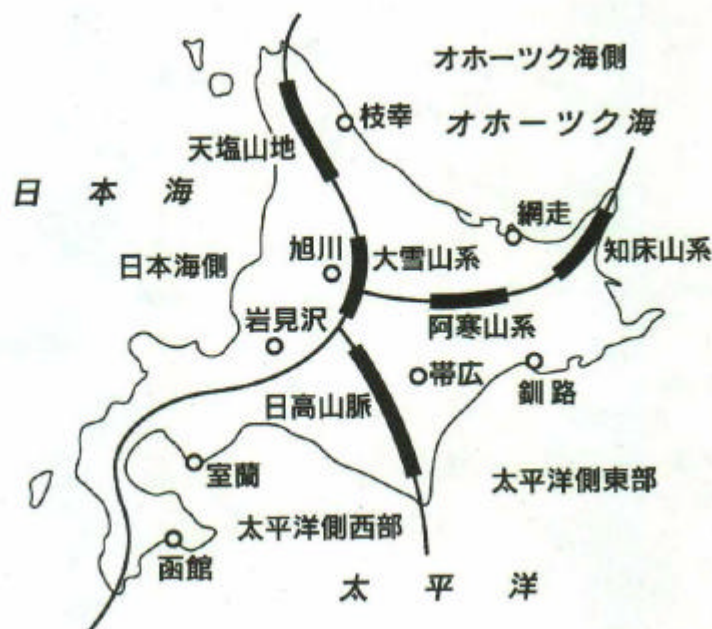 オホーツク海側
枝幸
オホーツク海
天塩山地
日本海
網走
旭川
大雪山系
知床山系
日本海側
岩見沢
阿寒山系
帯広
釧路
日高山脈
室蘭
太平洋側東部
太平洋側西部
函館
太平洋